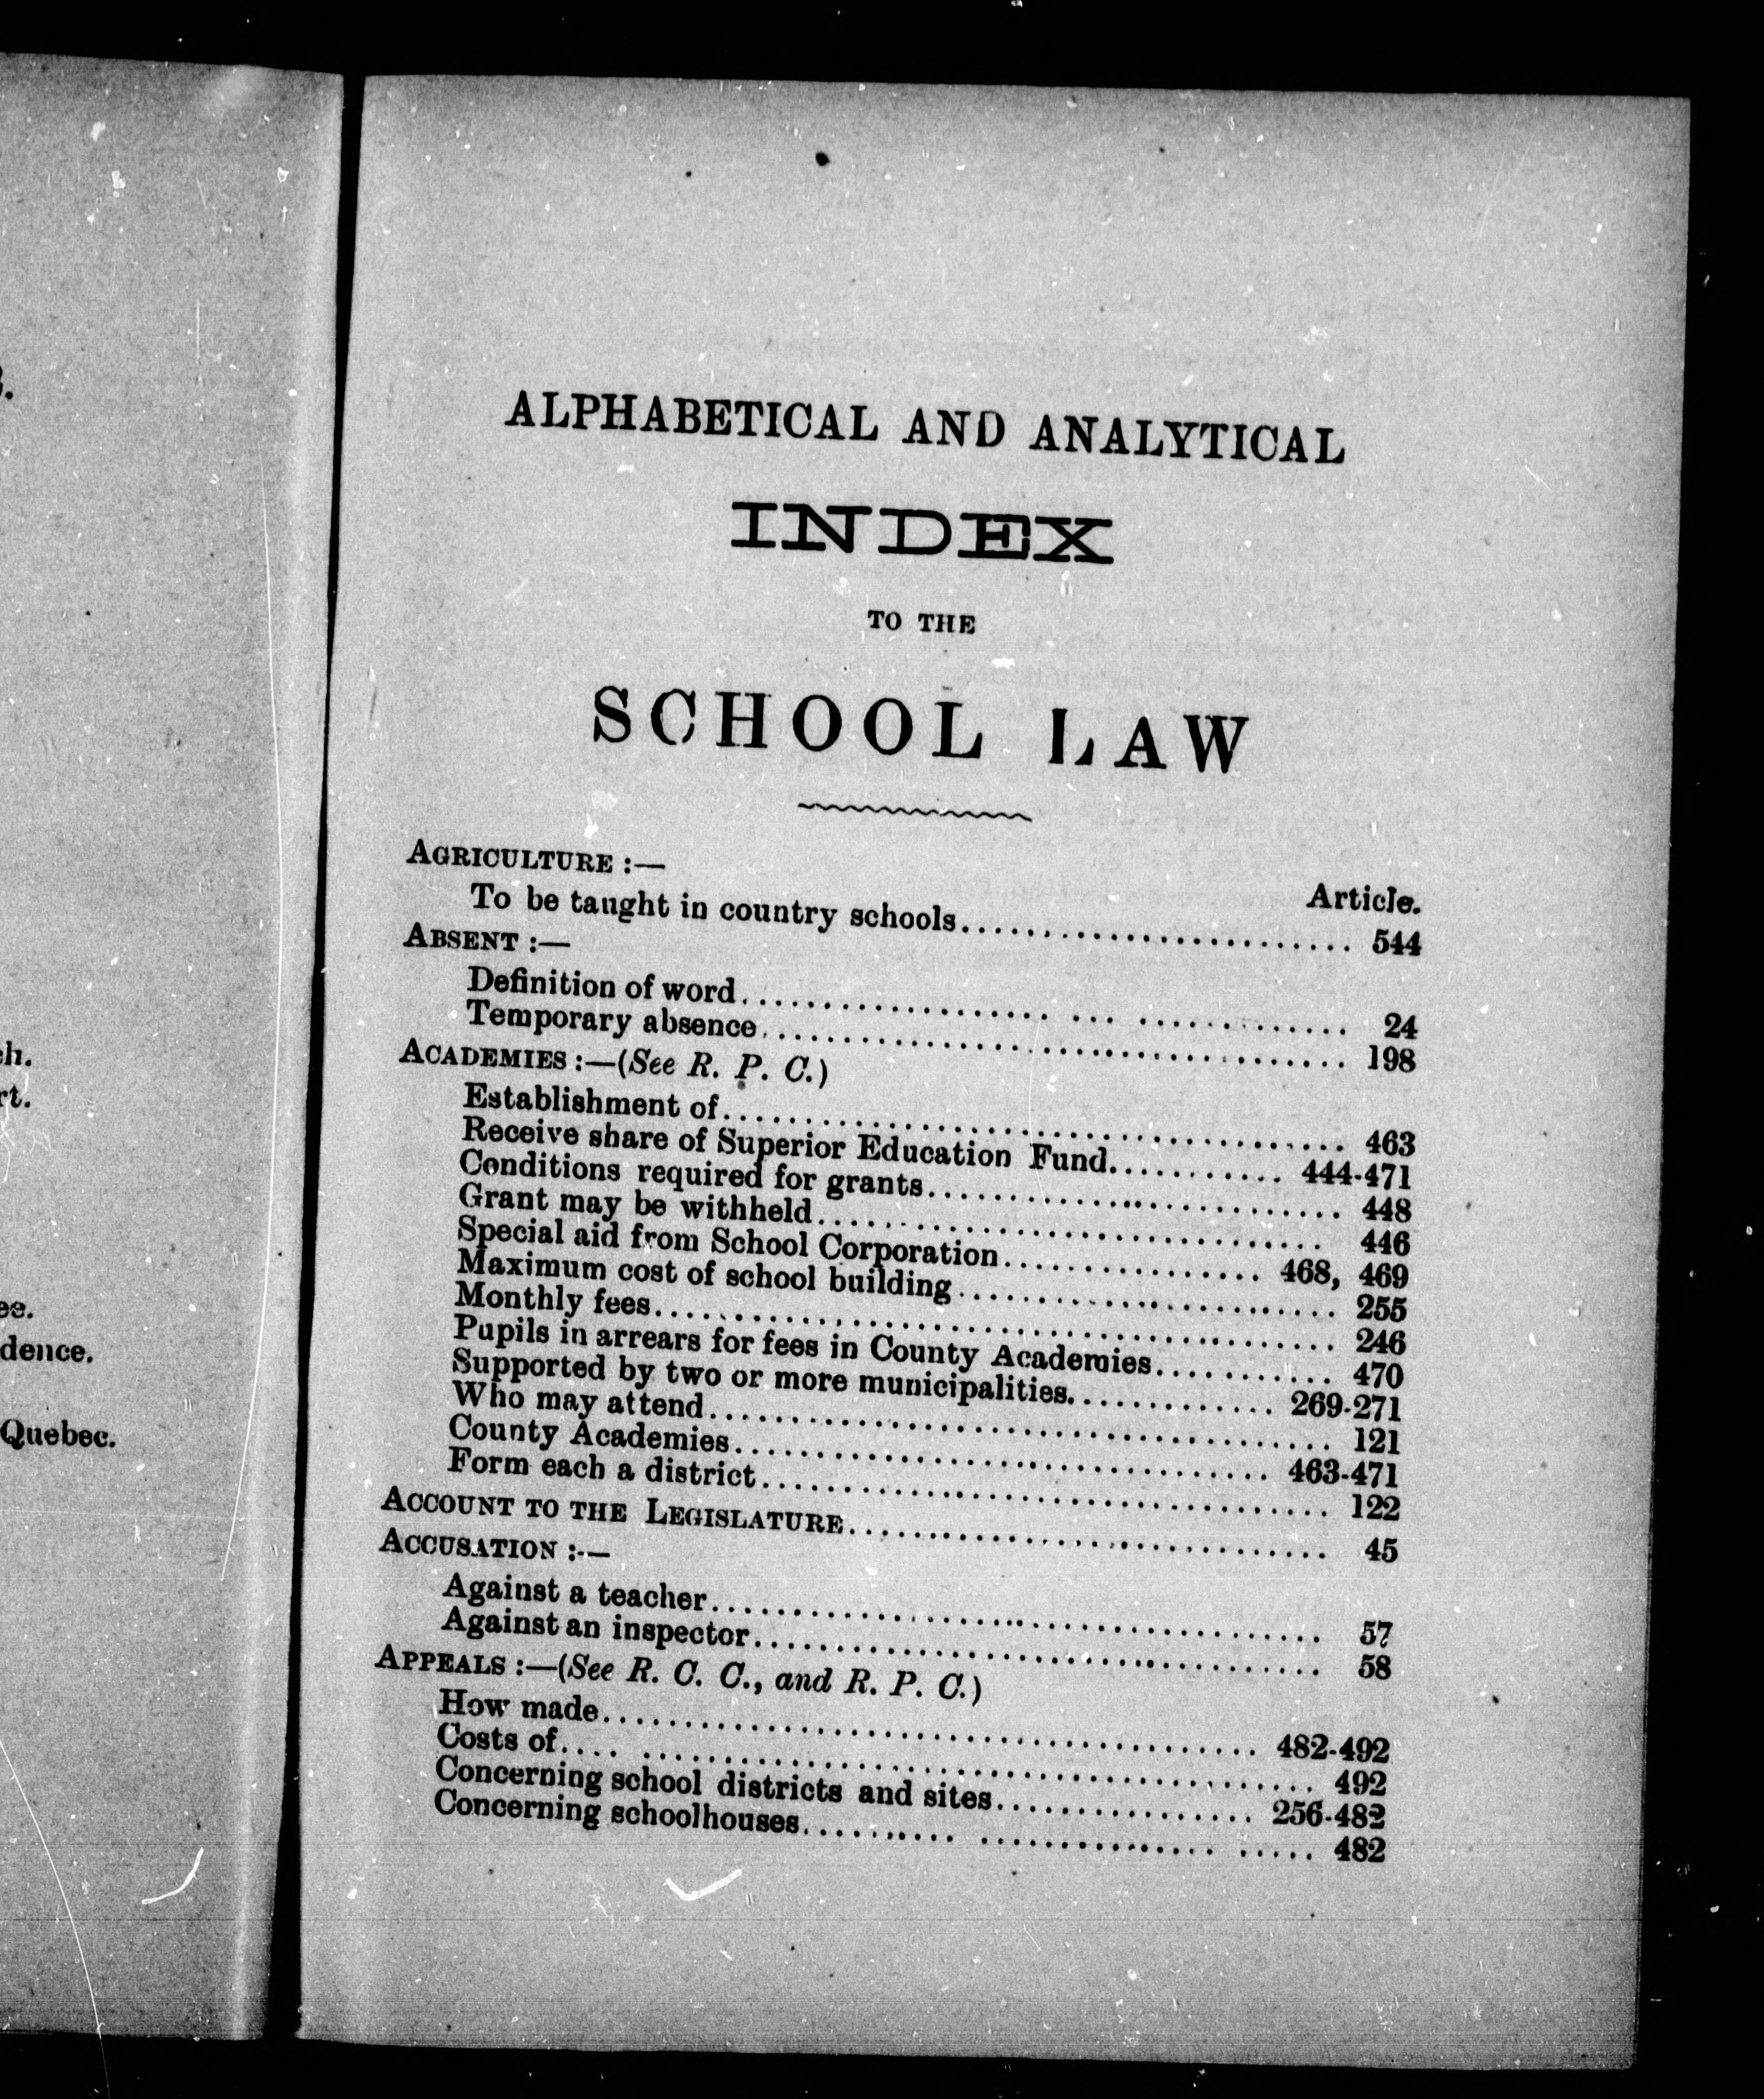 ch.
rt.
dence.
Quebec.
ALPHABETICAL AND ANALYTICAL
INDEX
TO THE
SCHOOL LAW
AGRICULTURE :—
Article.
To be taught in country schools........................ 544
ABSENT :—
Definition of word................... ... ............. 24
Temporary absence.................................... 198
ACADEMIES :—(See R. P. C.)
Establishment of...................................... 463
Receive share of Superior Education Fund........... 444-471
Conditions required for grants......................... 448
Grant may be withheld............................... 446
Special aid from School Corporation................ 468, 469
Maximum cost of school building....................... 255
Monthly fees.......................................... 246
Pupils in arrears for fees in County Academies........... 470
Supported by two or more municipalities............. 269-271
Who may attend...................................... 121
County Academies................................. 463-471
Form each a district................................... 122
ACCOUNT TO THE LEGISLATURE............................. 45
ACCUSATION :-—
Against a teacher...................................... 57
Against an inspector................................... 58
APPEALS :—(See R. C. C., and R. P. C.)
How made........................................ 482-492
Costs of.... ......................................... 492
Concerning school districts and sites................ 256-482
Concerning schoolhouses.......... ............... ..... 482